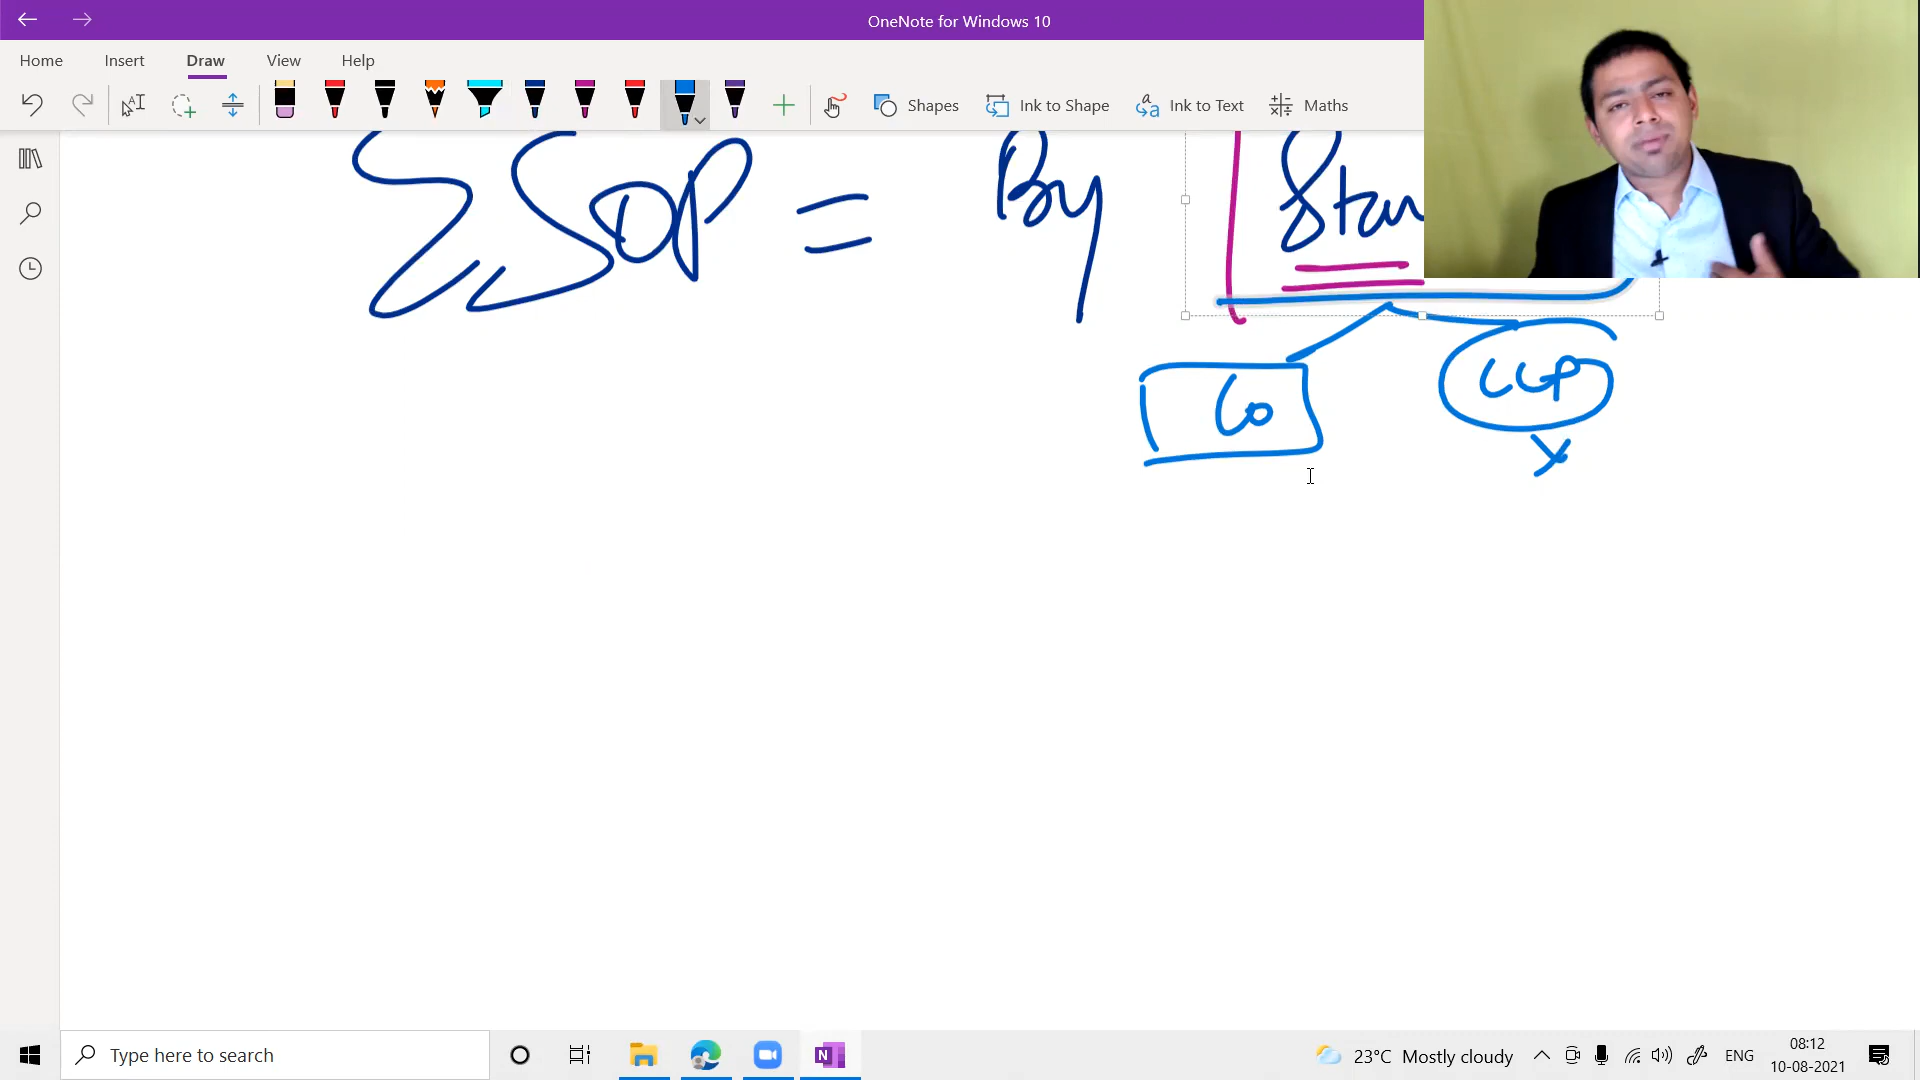 OneNote for Windows 10
Home Insert Draw View Help
Shapes Ink to Shape Ink to Text Maths
ESOP = By Star
Co LLP
x
Type here to search
N
23°C Mostly cloudy ENG 08:12
10-08-2021